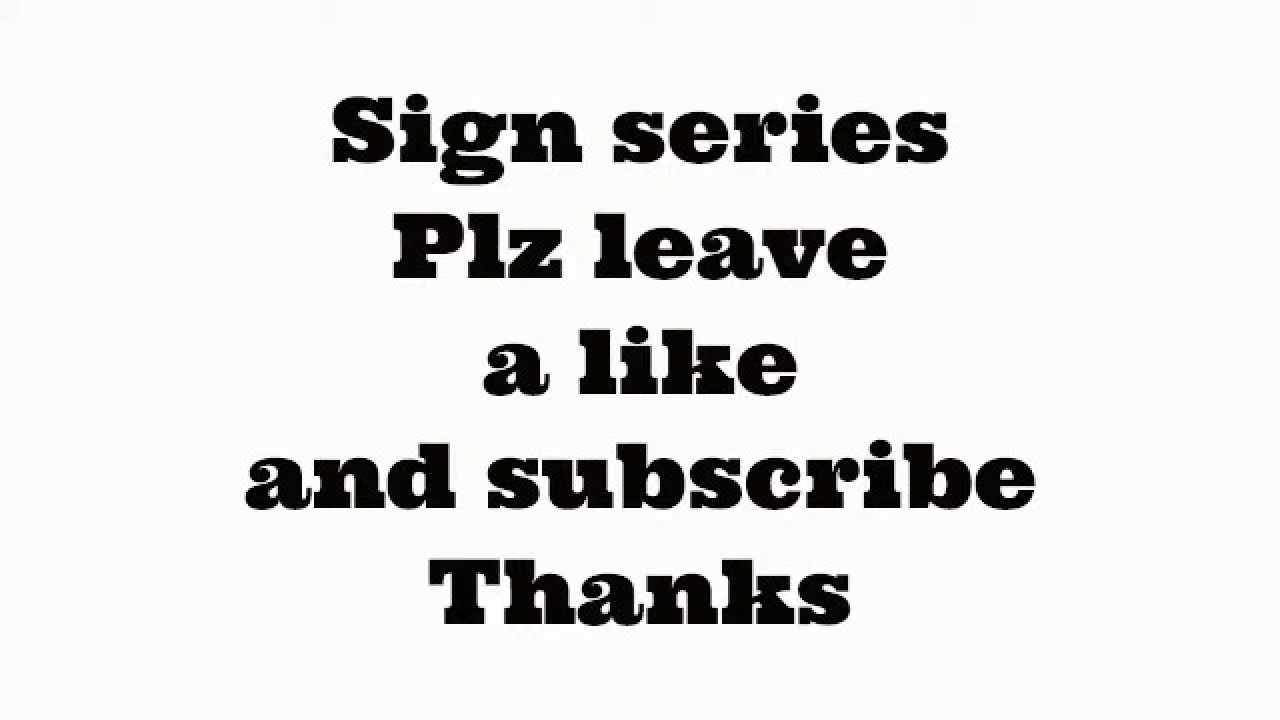 Sign series
Plz leave
a like
and subscribe
Thanks